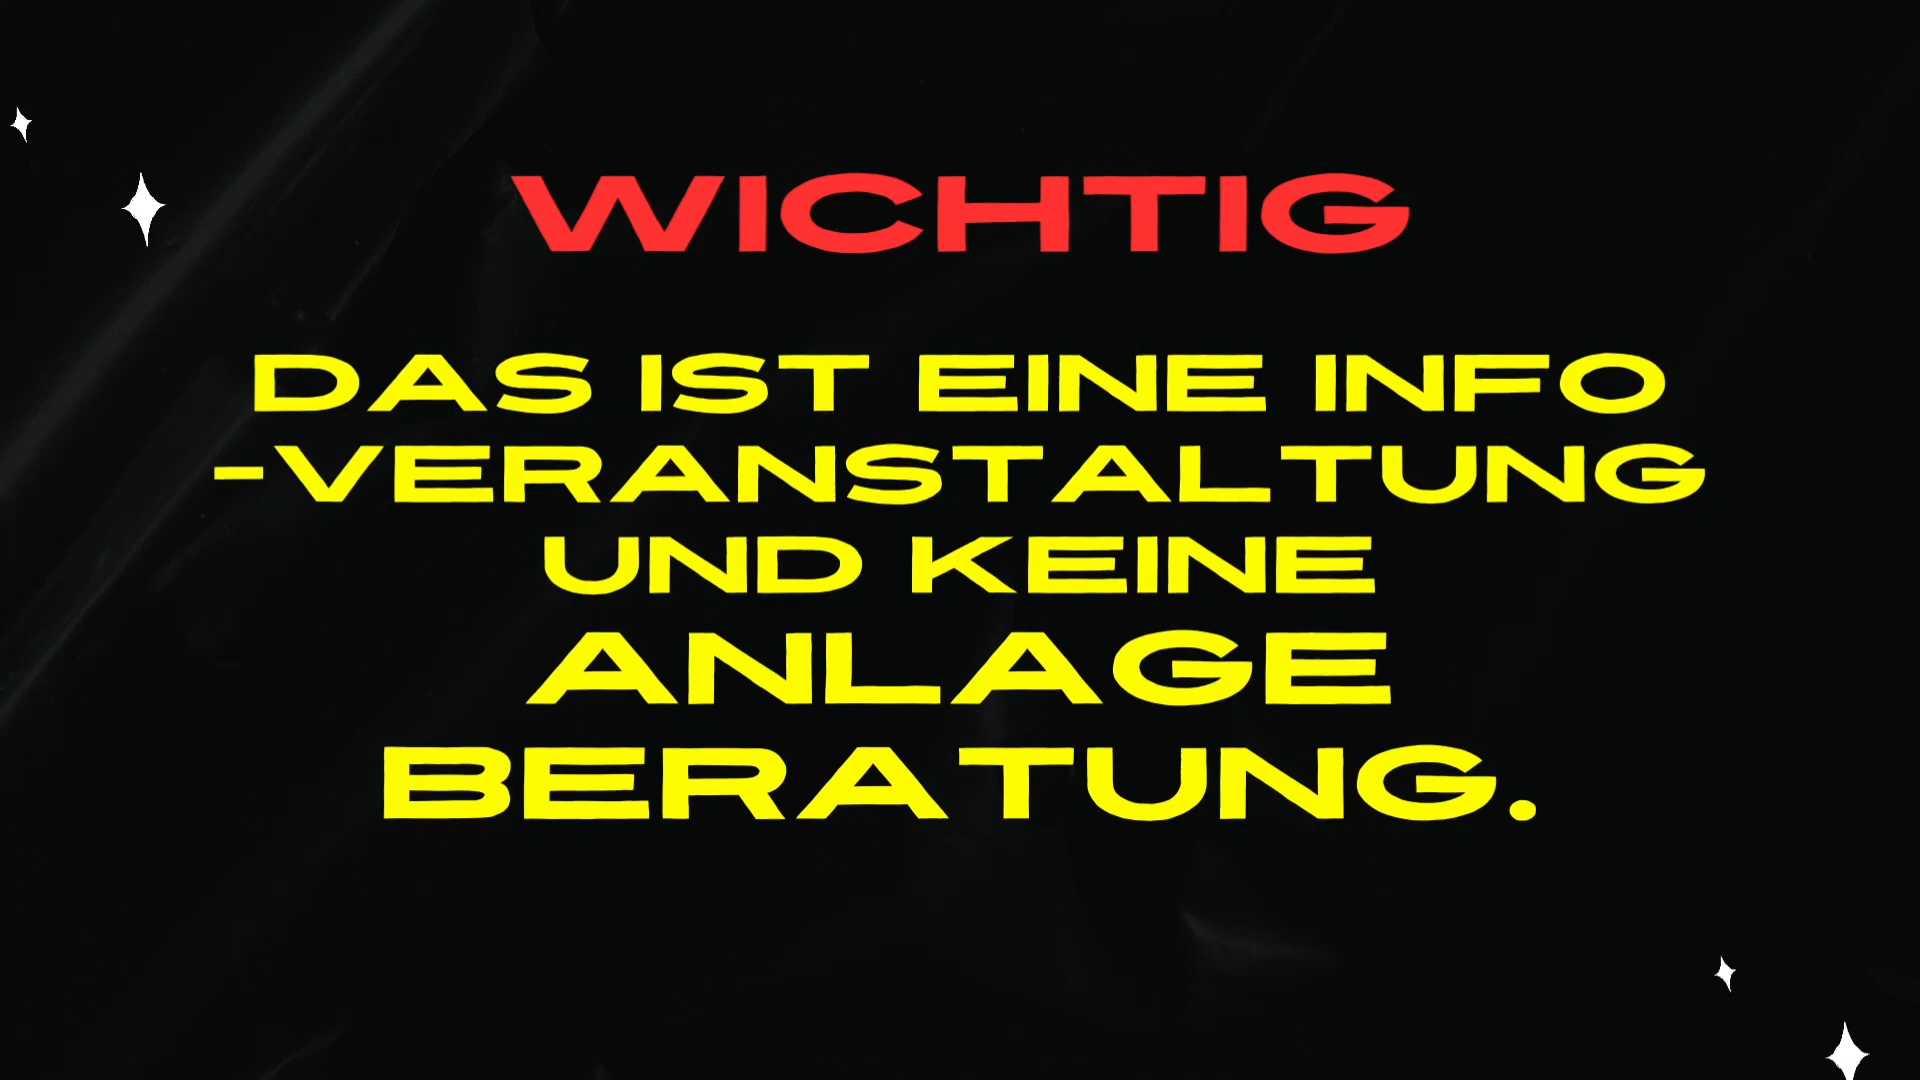 WICHTIG
DAS IST EINE INFO
-VERANSTALTUNG
UND KEINE
ANLAGE
BERATUNG.